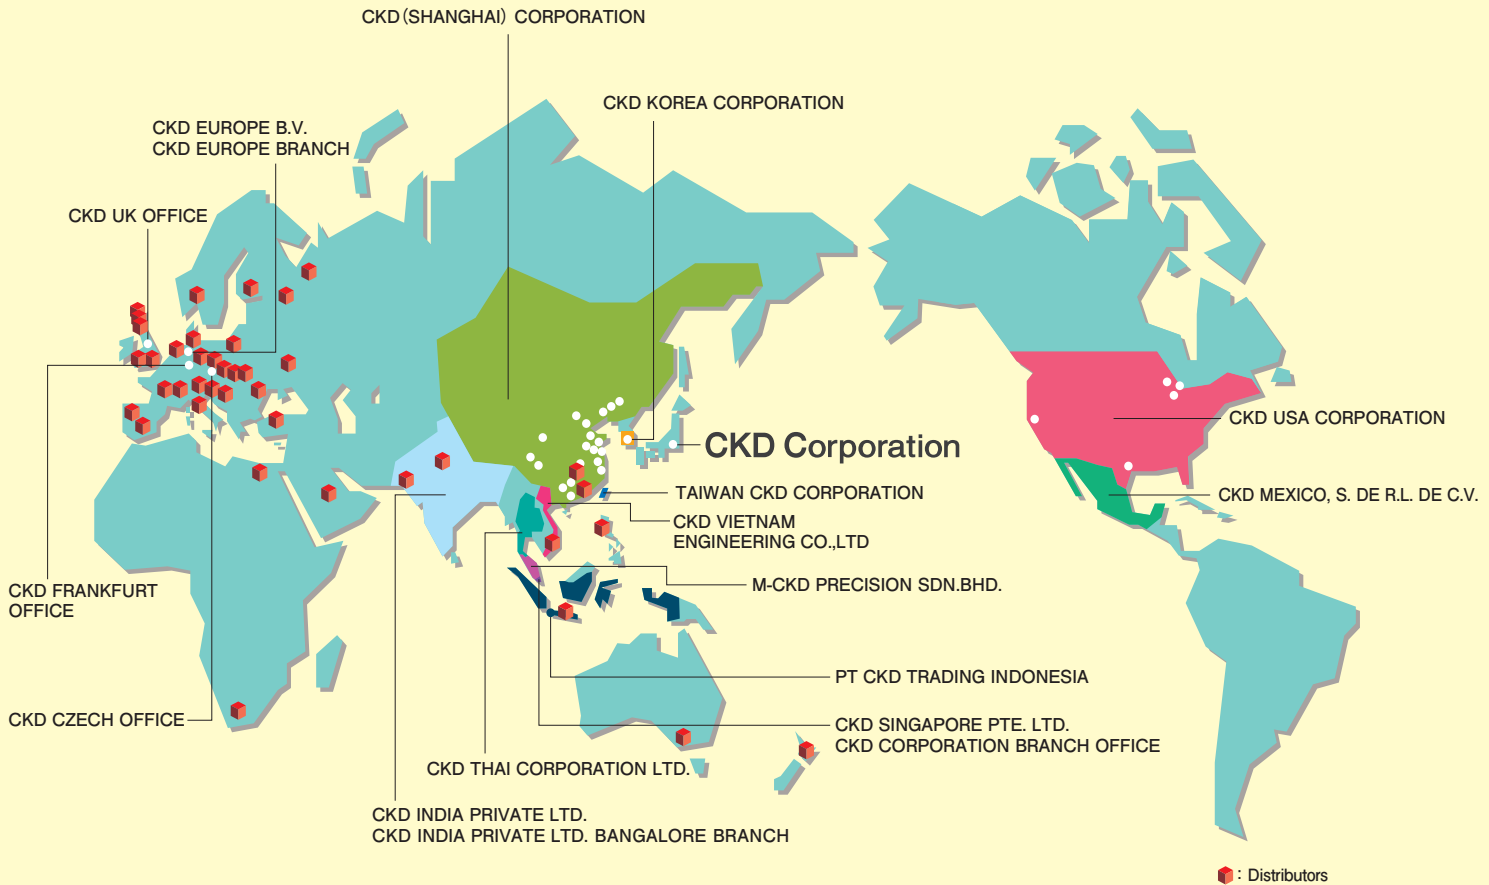 CKD(SHANGHAI) CORPORATION
CKD KOREA CORPORATION
CKD EUROPE B.V.
CKD EUROPE BRANCH
CKD UK OFFICE
CKD USA CORPORATION
CKD Corporation
TAIWAN CKD CORPORATION
CKD MEXICO, S. DE R.L. DE C.V.
CKD VIETNAM
ENGINEERING CO.,LTD
M-CKD PRECISION SDN.BHD.
CKD FRANKFURT
OFFICE
PT CKD TRADING INDONESIA
CKD CZECH OFFICE
CKD SINGAPORE PTE. LTD.
CKD CORPORATION BRANCH OFFICE
CKD THAI CORPORATION LTD.
CKD INDIA PRIVATE LTD.
CKD INDIA PRIVATE LTD. BANGALORE BRANCH
: Distributors